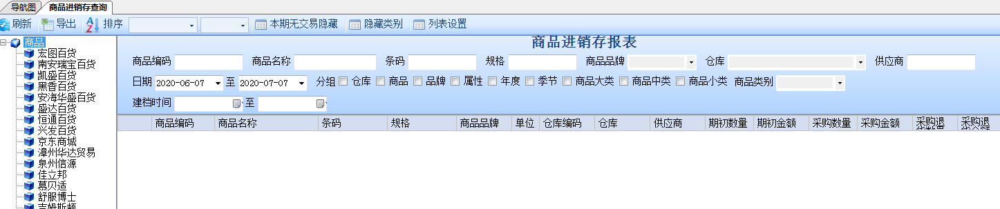 导航图 商品进销存查询
刷新 导出 排序 本期无交易隐藏 隐藏类别 列表设置
商品
宏图百货
南安瑞宝百货
凯盛百货
黑香百货
安海华盛百货
盛达百货
恒通百货
兴发百货
京东商城
漳州华达贸易
泉州信源
佳立邦
慕贝适
舒服博士
吉姆斯顿
商品进销存报表
商品编码 商品名称 条码 规格 商品品牌 仓库 供应商
日期 2020-06-07 至 2020-07-07 分组 仓库 商品 品牌 属性 年度 季节 商品大类 商品中类 商品小类 商品类别
建档时间 至
商品编码 商品名称 条码 规格 商品品牌 单位 仓库编码 仓库 供应商 期初数量 期初金额 采购数量 采购金额 采购退 采购退